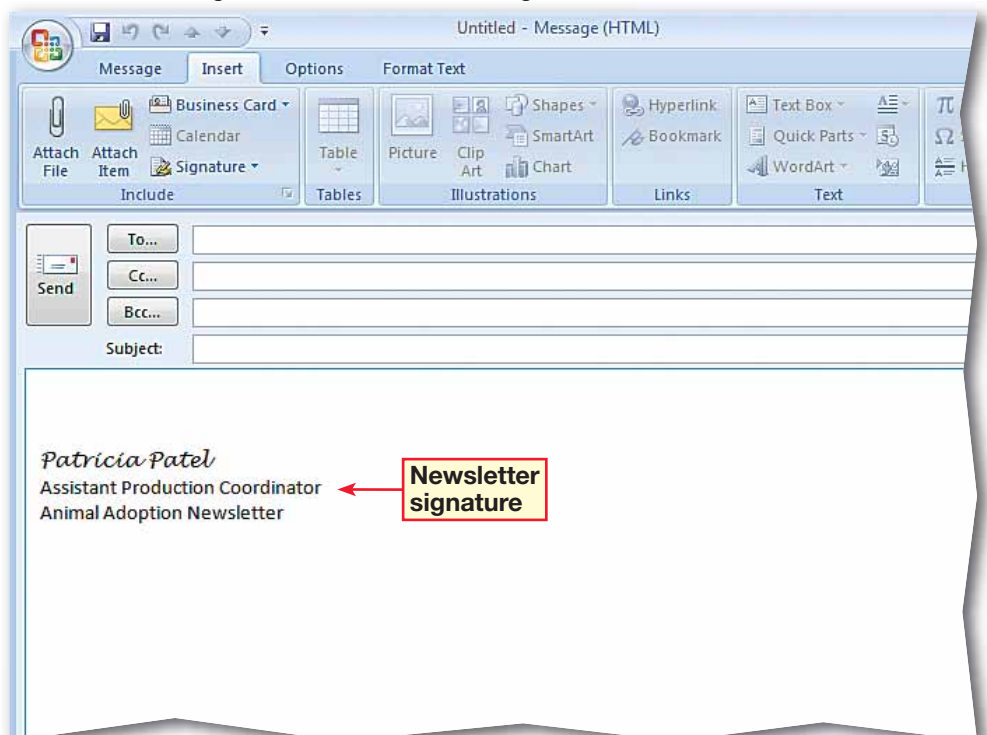 Untitled - Message (HTML)
Message Insert Options Format Text
Business Card
Calendar
Signature
Attach File
Attach Item
Include
Table
Tables
Picture
Clip Art
Shapes
SmartArt
Chart
Illustrations
Hyperlink
Bookmark
Links
Text Box
Quick Parts
WordArt
Text
π
Ω
To...
Cc...
Send
Bcc...
Subject:
Patricia Patel
Assistant Production Coordinator
Animal Adoption Newsletter
Newsletter
signature